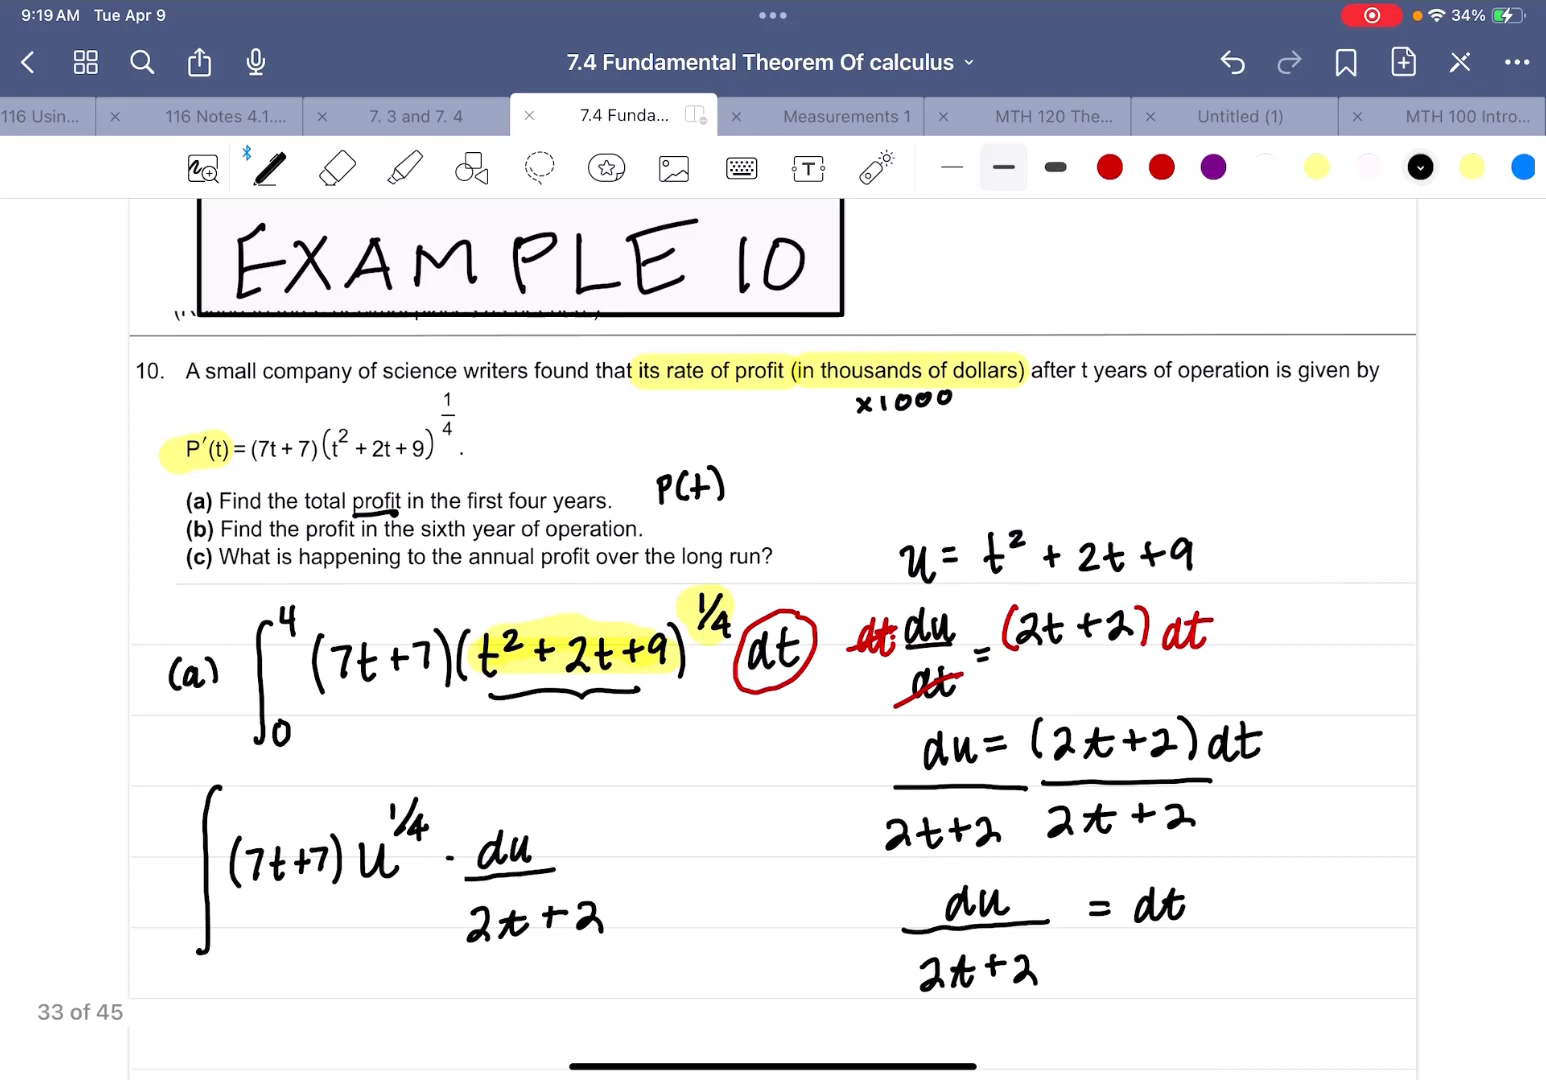 9:19 AM Tue Apr 9
34%
7.4 Fundamental Theorem Of calculus
116 Usin... 116 Notes 4.1.... 7. 3 and 7. 4 7.4 Funda... Measurements 1 MTH 120 The... Untitled (1) MTH 100 Intro...
EXAMPLE 10
10. A small company of science writers found that its rate of profit (in thousands of dollars) after t years of operation is given by
×1000
P′(t) = (7t + 7)(t² + 2t + 9)^(1/4).
(a) Find the total profit in the first four years.
P(t)
(b) Find the profit in the sixth year of operation.
(c) What is happening to the annual profit over the long run?
u = t² + 2t + 9
(a) ∫₀⁴ (7t+7)(t² + 2t + 9)^(1/4) dt
dt · du/dt = (2t + 2) dt
du = (2t+2) dt
2t+2 2t+2
∫ (7t+7) u^(1/4) · du/(2t+2)
du/(2t+2) = dt
33 of 45